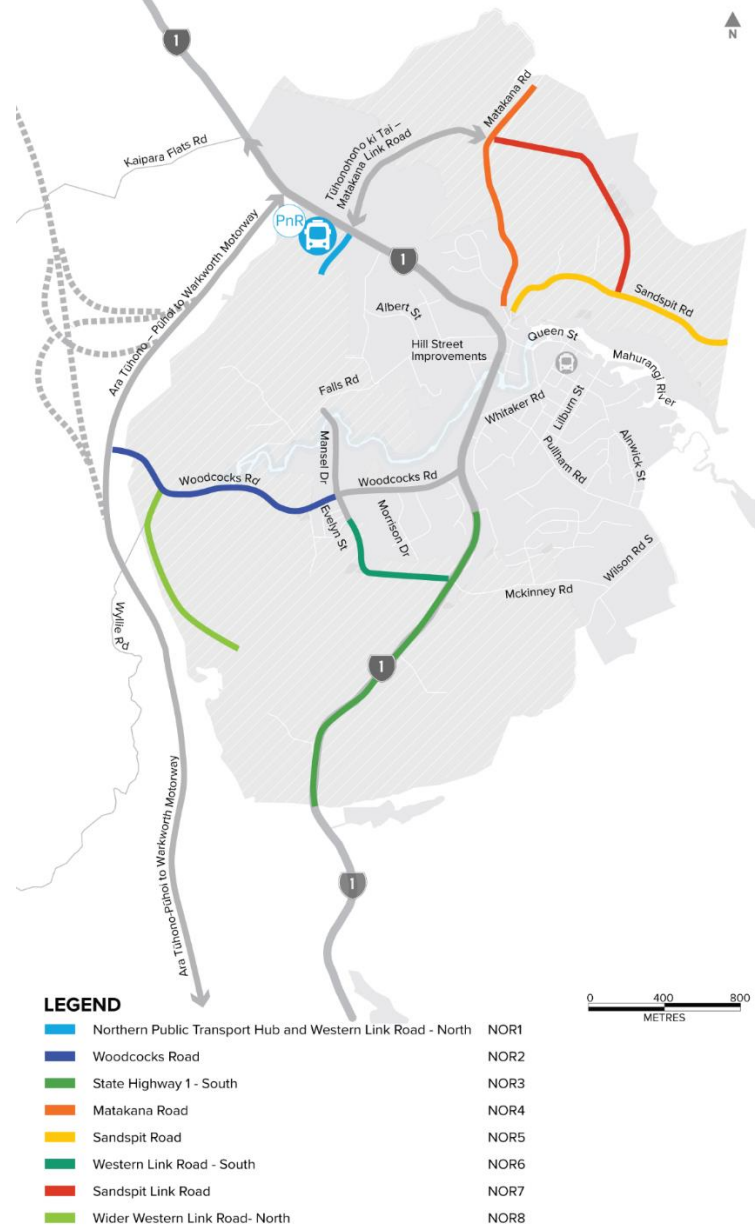 N
1
Matakana Rd
Kaipara Flats Rd
Tūhonohono ki Tai –
Matakana Link Road
PnR
1
Ara Tūhono – Pūhoi to Warkworth Motorway
Albert St
Hill Street
Improvements
Sandspit Rd
Queen St
Mahurangi River
Falls Rd
Whitaker Rd
Lilburn St
Pullham Rd
Alnwick St
Mansel Dr
Woodcocks Rd
Woodcocks Rd
Evelyn St
Morrison Dr
Wilson Rd S
Mckinney Rd
Wyllie Rd
1
Ara Tūhono-Pūhoi to Warkworth Motorway
1
LEGEND
0 400 800
METRES
Northern Public Transport Hub and Western Link Road - North NOR1
Woodcocks Road NOR2
State Highway 1 - South NOR3
Matakana Road NOR4
Sandspit Road NOR5
Western Link Road - South NOR6
Sandspit Link Road NOR7
Wider Western Link Road- North NOR8